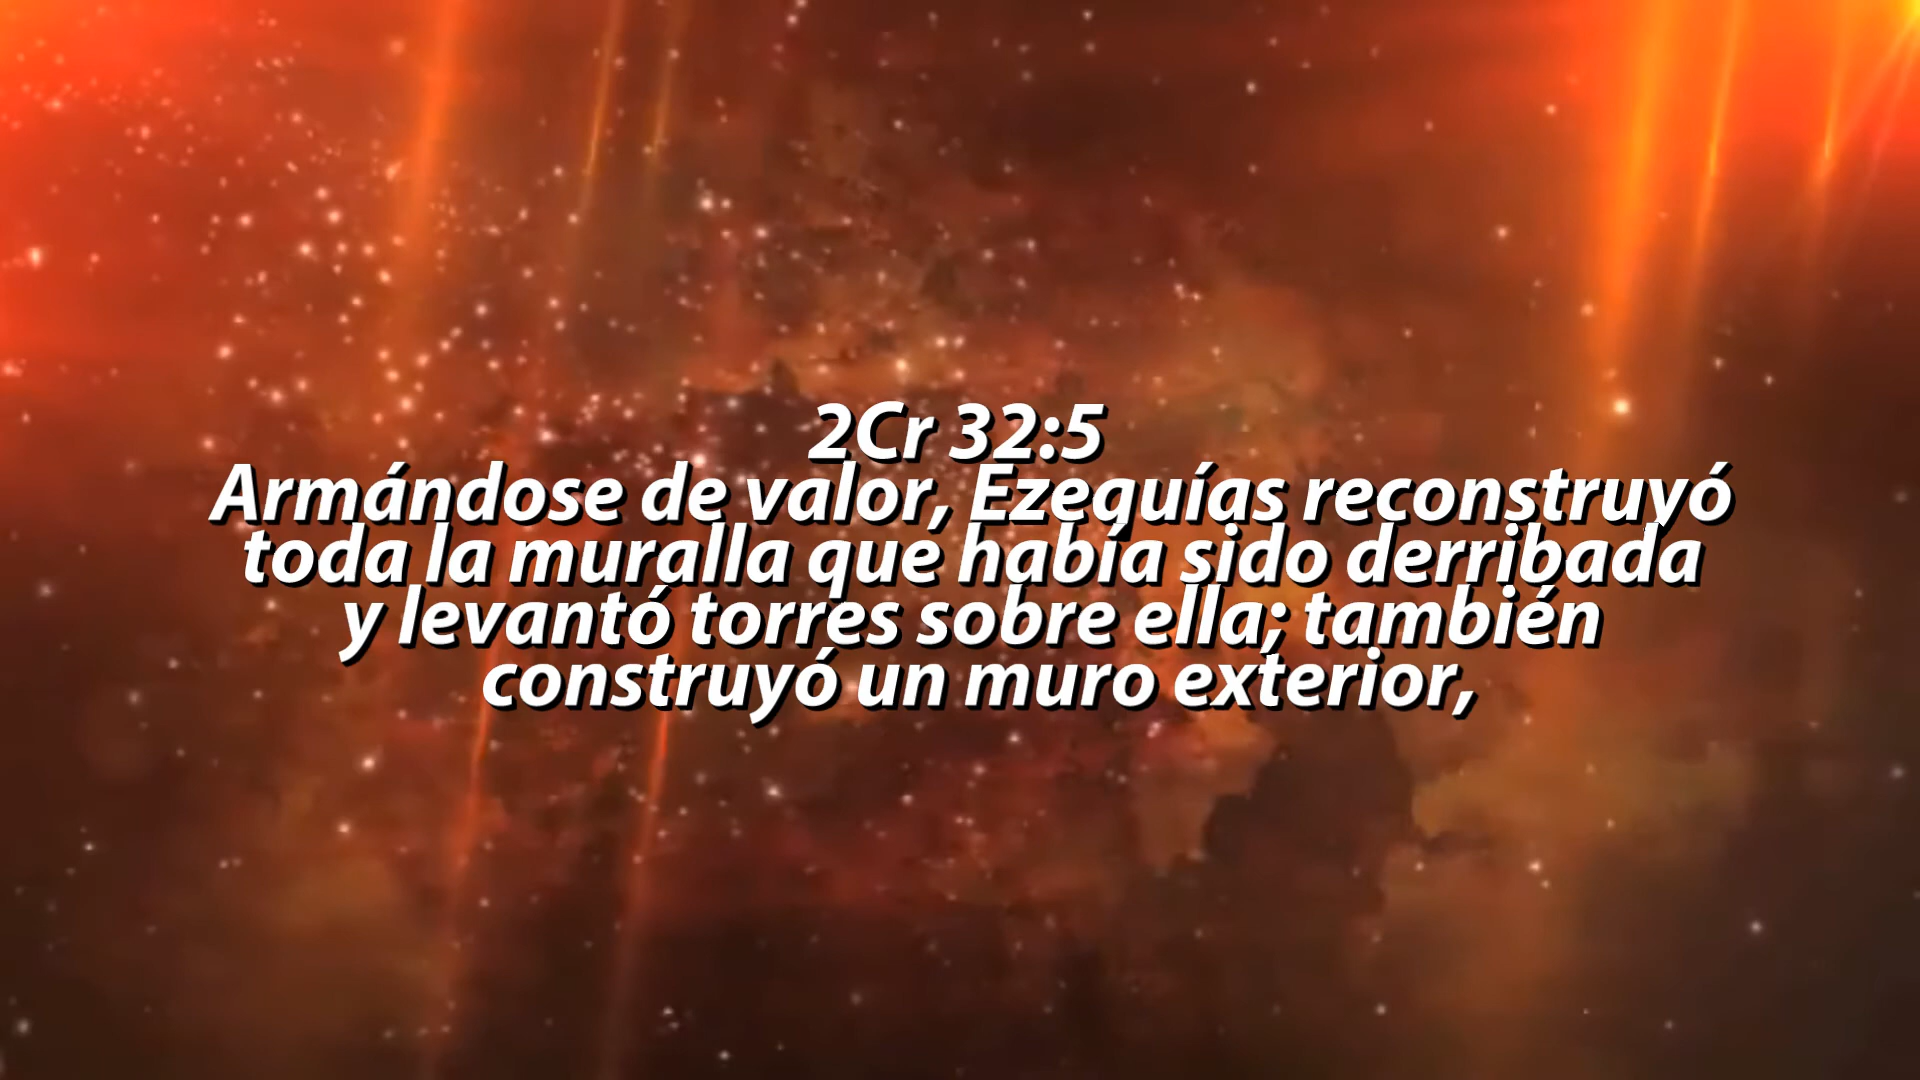 2Cr 32:5
Armándose de valor, Ezequías reconstruyó
toda la muralla que había sido derribada
y levantó torres sobre ella; también
construyó un muro exterior,